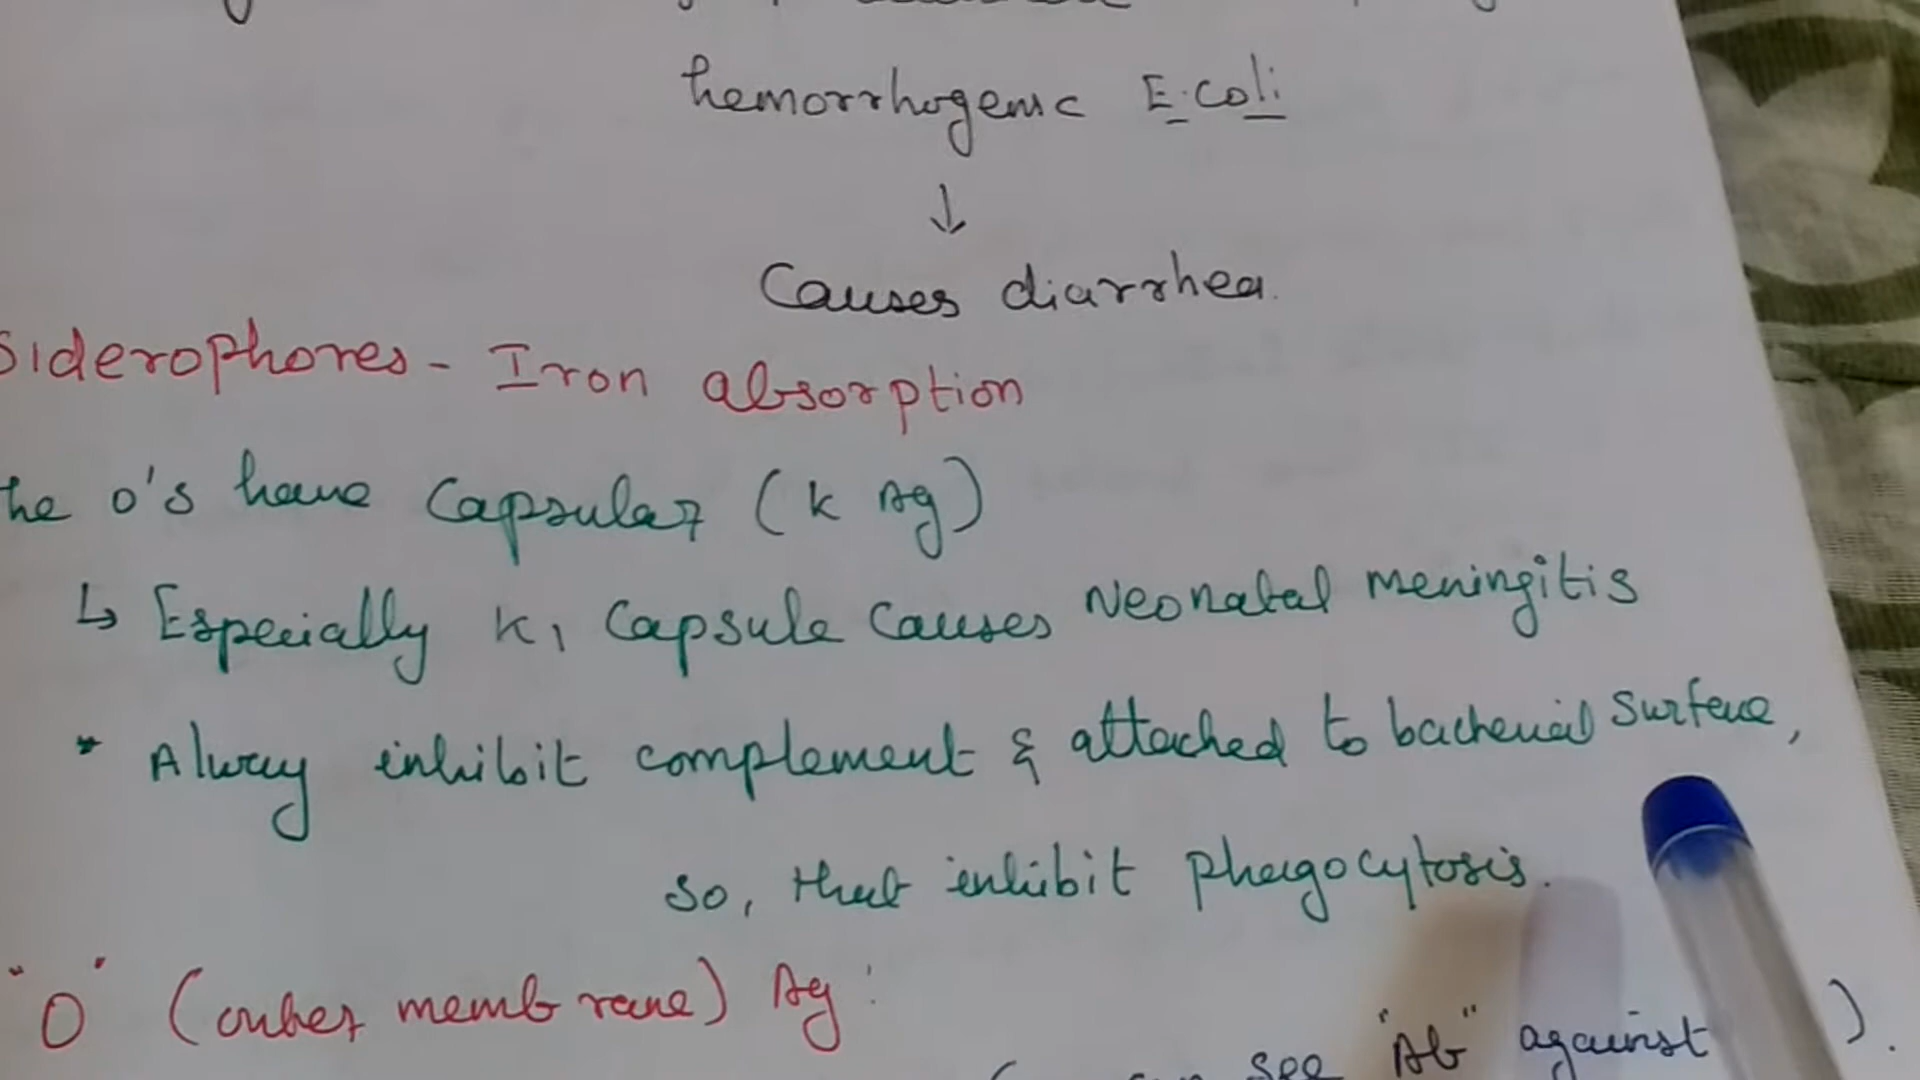 hemorrhogenic E.coli
↓
Causes diarrhea.
Siderophores - Iron absorption
he O's have Capsular (K Ag)
↳ Especially K1 Capsule Causes Neonatal meningitis
* Alway inhibit complement & attached to bacterial surface,
so, that inhibit phagocytosis.
"O" (outer membrane) Ag:
see "Ab" against ).